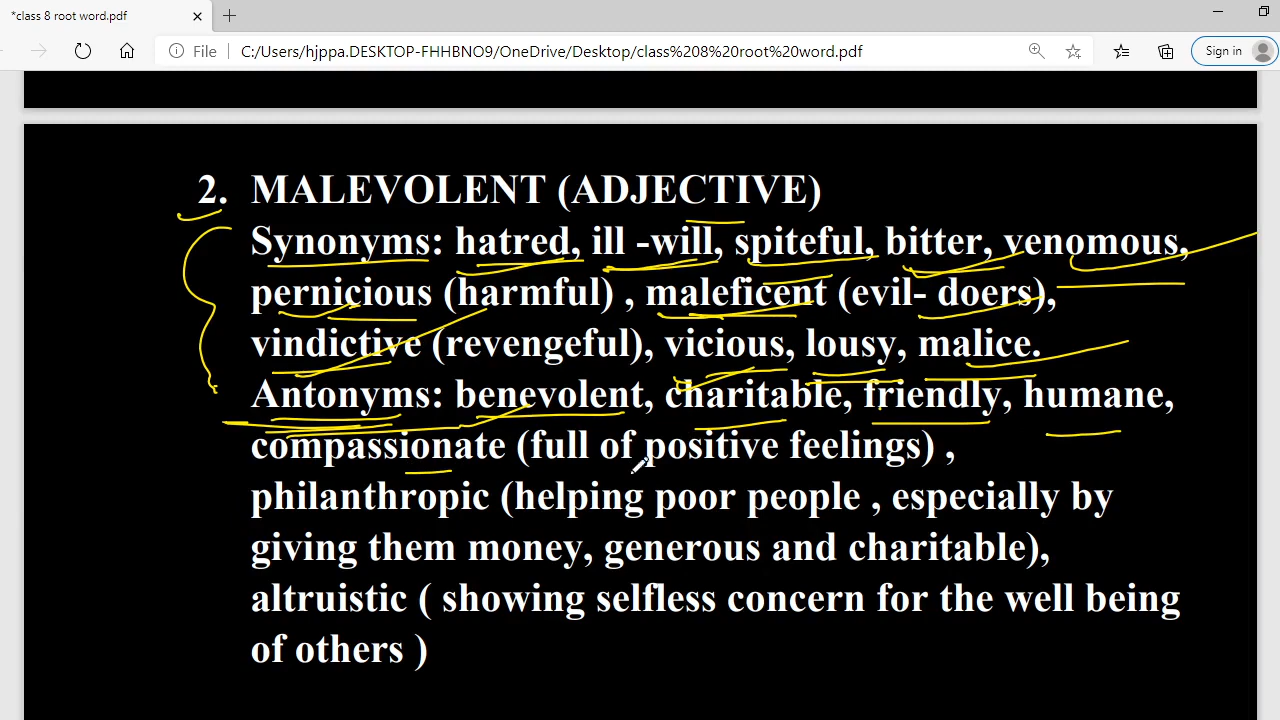 *class 8 root word.pdf
File
C:/Users/hjppa.DESKTOP-FHHBNO9/OneDrive/Desktop/class%208%20root%20word.pdf
Sign in
2. MALEVOLENT (ADJECTIVE)
Synonyms: hatred, ill -will, spiteful, bitter, venomous,
pernicious (harmful) , maleficent (evil- doers),
vindictive (revengeful), vicious, lousy, malice.
Antonyms: benevolent, charitable, friendly, humane,
compassionate (full of positive feelings) ,
philanthropic (helping poor people , especially by
giving them money, generous and charitable),
altruistic ( showing selfless concern for the well being
of others )